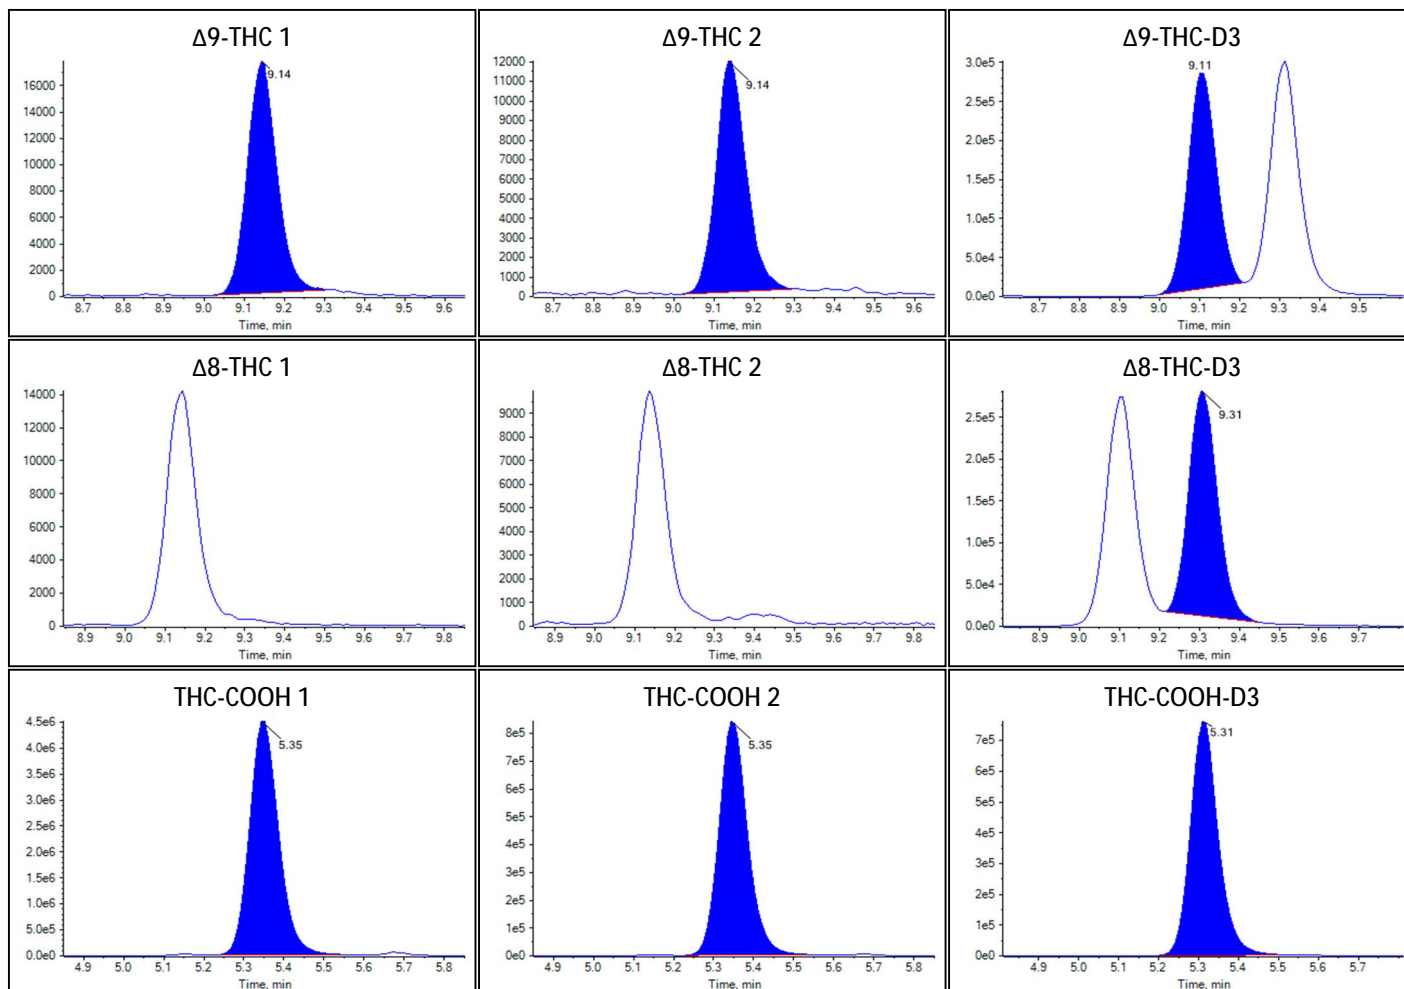 Δ9-THC 1
9.14
16000
14000
12000
10000
8000
6000
4000
2000
0
8.7 8.8 8.9 9.0 9.1 9.2 9.3 9.4 9.5 9.6
Time, min
Δ9-THC 2
9.14
12000
11000
10000
9000
8000
7000
6000
5000
4000
3000
2000
1000
0
8.7 8.8 8.9 9.0 9.1 9.2 9.3 9.4 9.5 9.6
Time, min
Δ9-THC-D3
9.11
3.0e5
2.5e5
2.0e5
1.5e5
1.0e5
5.0e4
0.0e0
8.7 8.8 8.9 9.0 9.1 9.2 9.3 9.4 9.5
Time, min
Δ8-THC 1
14000
12000
10000
8000
6000
4000
2000
0
8.9 9.0 9.1 9.2 9.3 9.4 9.5 9.6 9.7 9.8
Time, min
Δ8-THC 2
9000
8000
7000
6000
5000
4000
3000
2000
1000
0
8.9 9.0 9.1 9.2 9.3 9.4 9.5 9.6 9.7 9.8
Time, min
Δ8-THC-D3
9.31
2.5e5
2.0e5
1.5e5
1.0e5
5.0e4
0.0e0
8.9 9.0 9.1 9.2 9.3 9.4 9.5 9.6 9.7
Time, min
THC-COOH 1
5.35
4.5e6
4.0e6
3.5e6
3.0e6
2.5e6
2.0e6
1.5e6
1.0e6
5.0e5
0.0e0
4.9 5.0 5.1 5.2 5.3 5.4 5.5 5.6 5.7 5.8
Time, min
THC-COOH 2
5.35
8e5
7e5
6e5
5e5
4e5
3e5
2e5
1e5
0e0
4.9 5.0 5.1 5.2 5.3 5.4 5.5 5.6 5.7 5.8
Time, min
THC-COOH-D3
5.31
7e5
6e5
5e5
4e5
3e5
2e5
1e5
0e0
4.9 5.0 5.1 5.2 5.3 5.4 5.5 5.6 5.7
Time, min